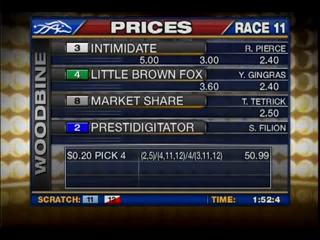 PRICES
RACE 11
WOODBINE
3 INTIMIDATE R. PIERCE
5.00 3.00 2.40
4 LITTLE BROWN FOX Y. GINGRAS
3.60 2.40
8 MARKET SHARE T. TETRICK
2.50
2 PRESTIDIGITATOR S. FILION
$0.20 PICK 4 (2,5)/(4,11,12)/4/(3,11,12) 50.99
SCRATCH: 11 12 TIME: 1:52:4